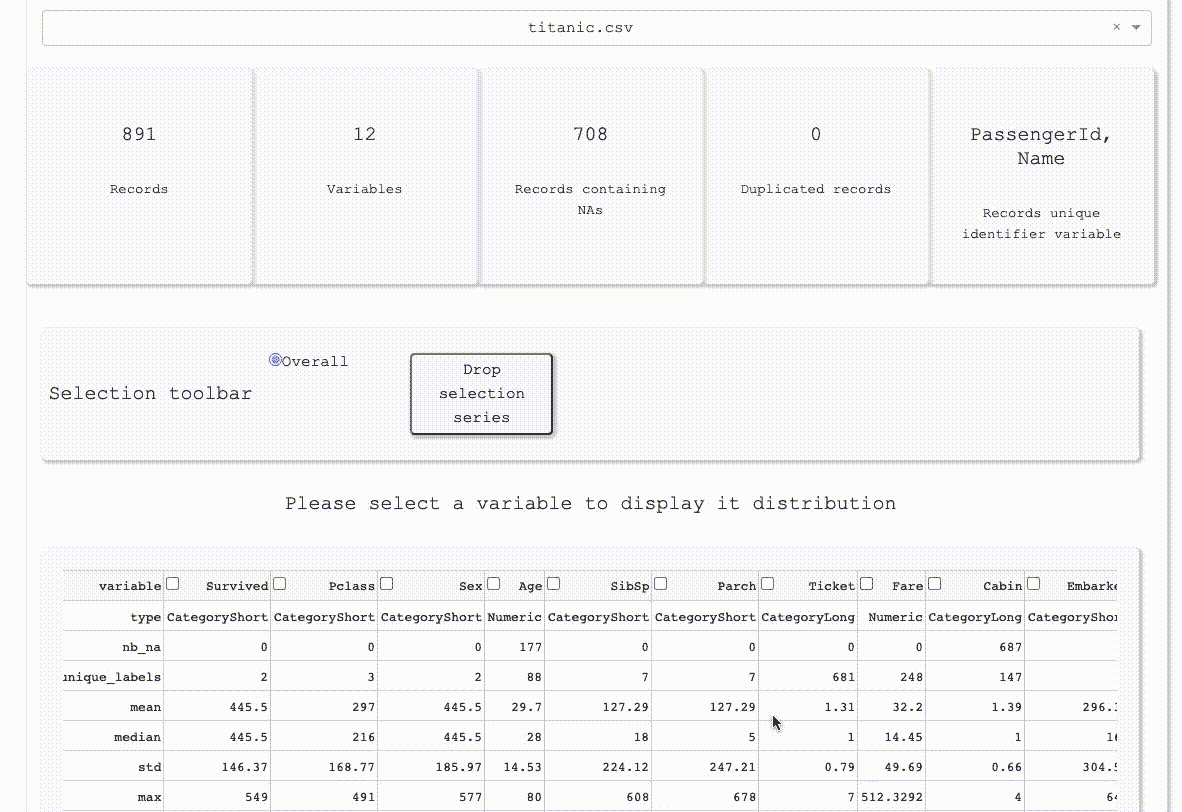 titanic.csv
891 12 708 0 PassengerId,
Name
Records Variables Records containing Duplicated records
NAs
Records unique
identifier variable
Overall
Selection toolbar
Drop
selection
series
Please select a variable to display it distribution
variable Survived Pclass Sex Age SibSp Parch Ticket Fare Cabin Embarke
type CategoryShort CategoryShort CategoryShort Numeric CategoryShort CategoryShort CategoryLong Numeric CategoryLong CategoryShor
nb_na 0 0 0 177 0 0 0 0 687
unique_labels 2 3 2 88 7 7 681 248 147
mean 445.5 297 445.5 29.7 127.29 127.29 1.31 32.2 1.39 296.
median 445.5 216 445.5 28 18 5 1 14.45 1
std 146.37 168.77 185.97 14.53 224.12 247.21 0.79 49.69 0.66 304.
max 549 491 577 80 608 678 7 512.3292 4